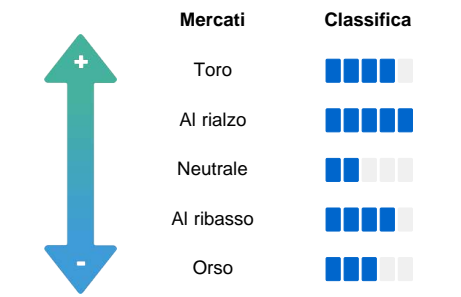 Mercati Classifica
+
Toro
Al rialzo
Neutrale
Al ribasso
-
Orso